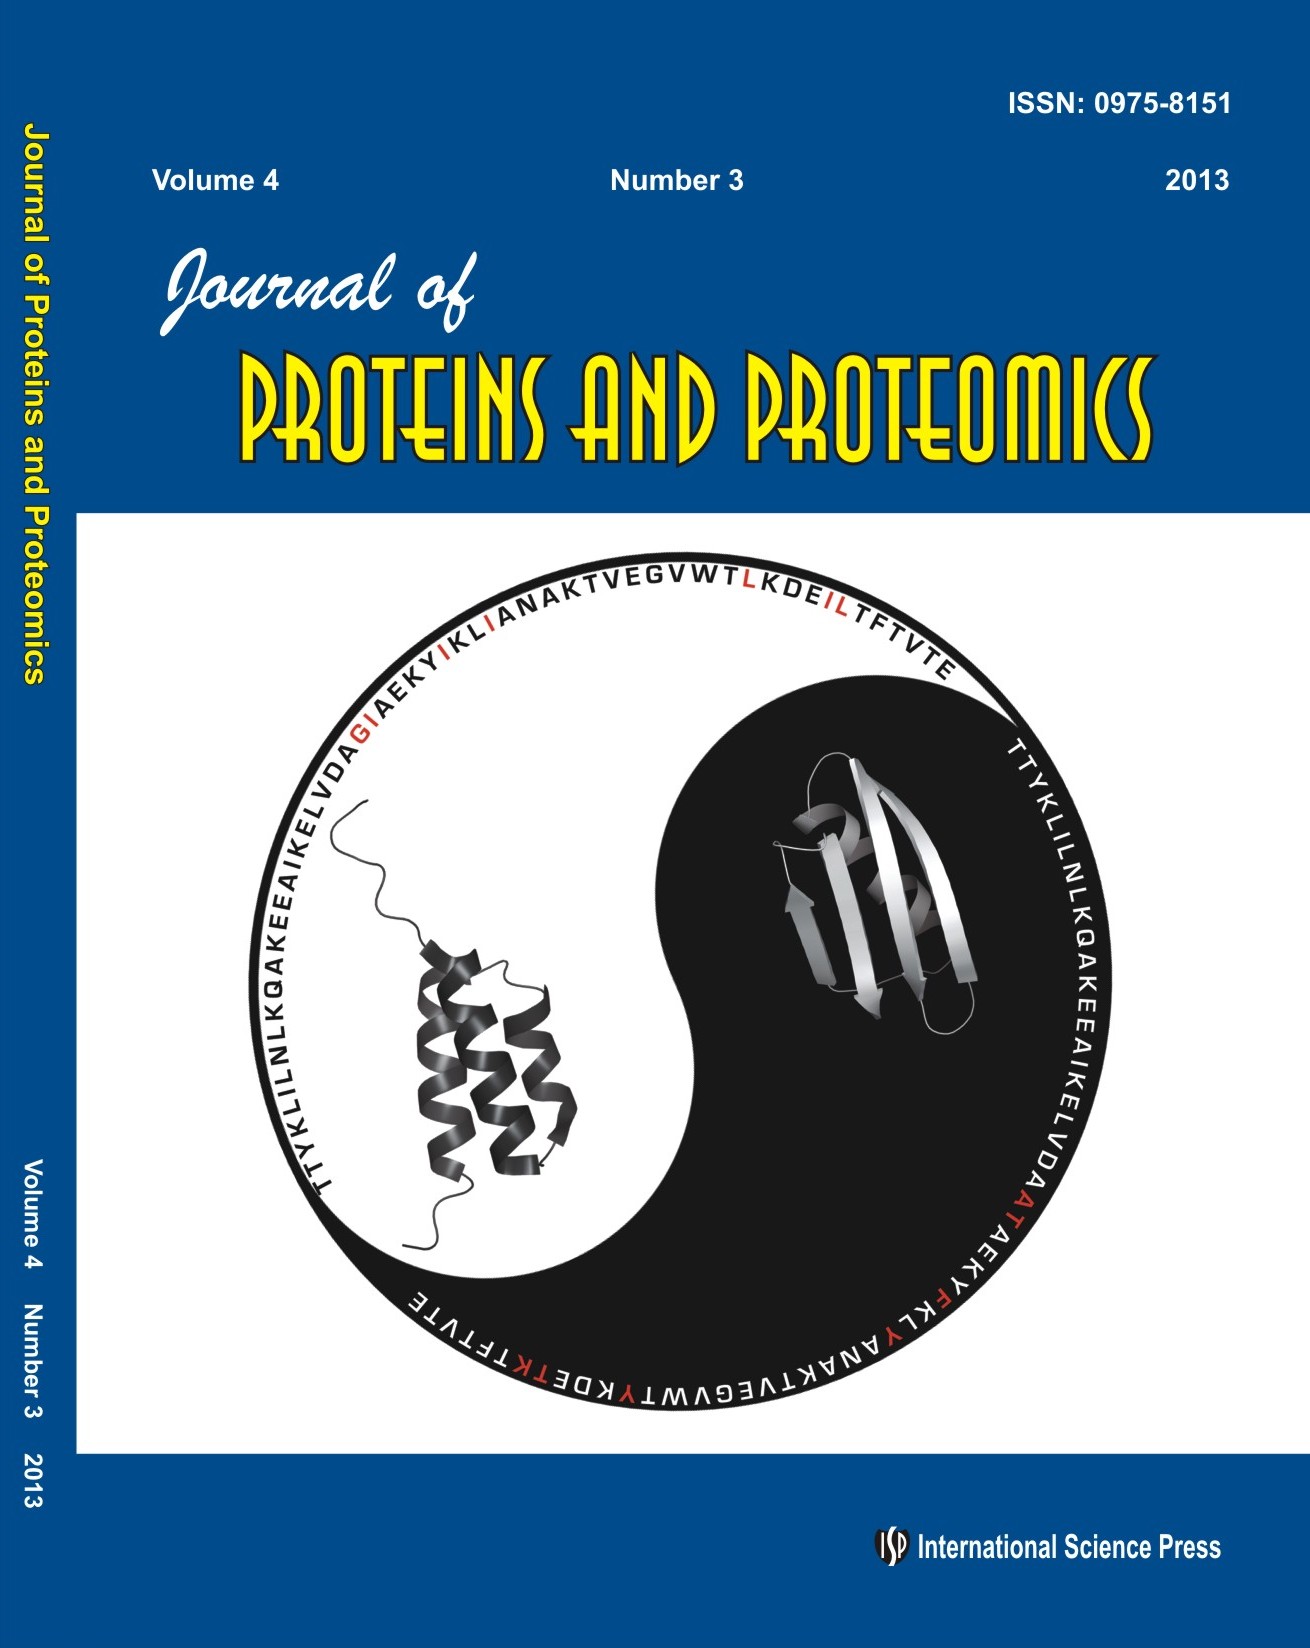 ISSN: 0975-8151
Volume 4 Number 3 2013
Journal of
PROTEINS AND PROTEOMICS
TTYKLILNLKQAKEEAIKELVDAGIAEKYIKLIANAKTVEGVWTLKDEILTFTVTE
TTYKLILNLKQAKEEAIKELVDAATAEKYFKLYANAKTVEGVWTYKDETKTFTVTE
ISP International Science Press
Journal of Proteins and Proteomics Volume 4 Number 3 2013